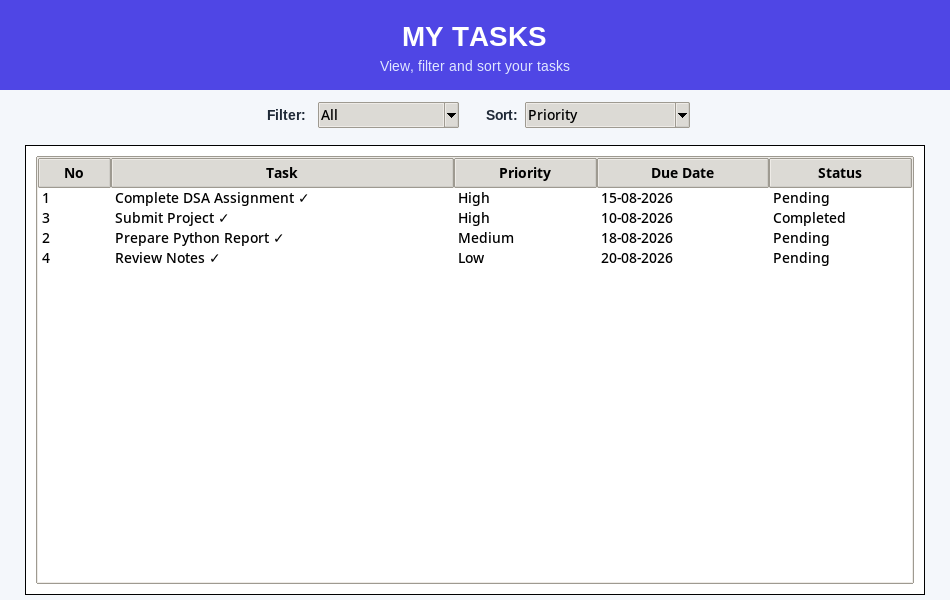 MY TASKS
View, filter and sort your tasks
Filter: All Sort: Priority
No Task Priority Due Date Status
1 Complete DSA Assignment ✓ High 15-08-2026 Pending
3 Submit Project ✓ High 10-08-2026 Completed
2 Prepare Python Report ✓ Medium 18-08-2026 Pending
4 Review Notes ✓ Low 20-08-2026 Pending